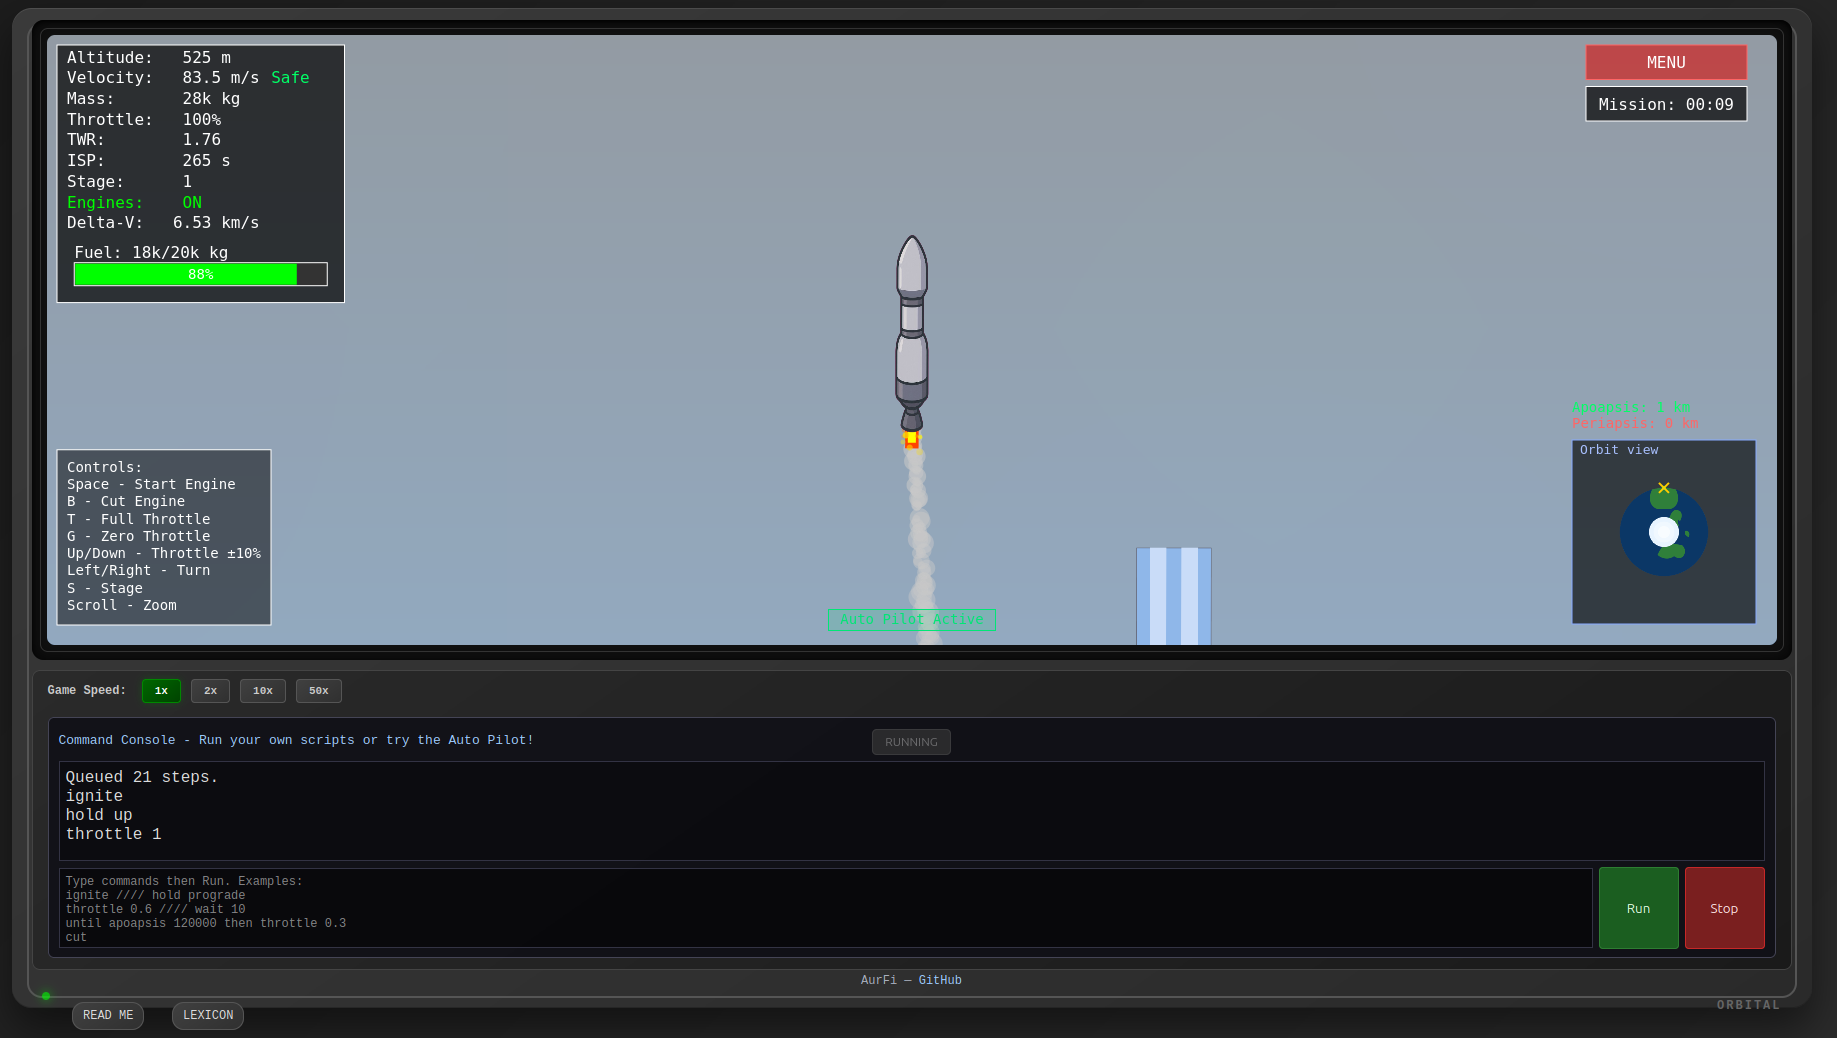 Altitude: 525 m
Velocity: 83.5 m/s Safe
Mass: 28k kg
Throttle: 100%
TWR: 1.76
ISP: 265 s
Stage: 1
Engines: ON
Delta-V: 6.53 km/s
Fuel: 18k/20k kg
88%
MENU
Mission: 00:09
Controls:
Space - Start Engine
B - Cut Engine
T - Full Throttle
G - Zero Throttle
Up/Down - Throttle ±10%
Left/Right - Turn
S - Stage
Scroll - Zoom
Apoapsis: 1 km
Periapsis: 0 km
Orbit view
Auto Pilot Active
Game Speed: 1x 2x 10x 50x
Command Console - Run your own scripts or try the Auto Pilot!
RUNNING
Queued 21 steps.
ignite
hold up
throttle 1
Type commands then Run. Examples:
ignite //// hold prograde
throttle 0.6 //// wait 10
until apoapsis 120000 then throttle 0.3
cut
Run
Stop
AurFi — GitHub
ORBITAL
READ ME
LEXICON